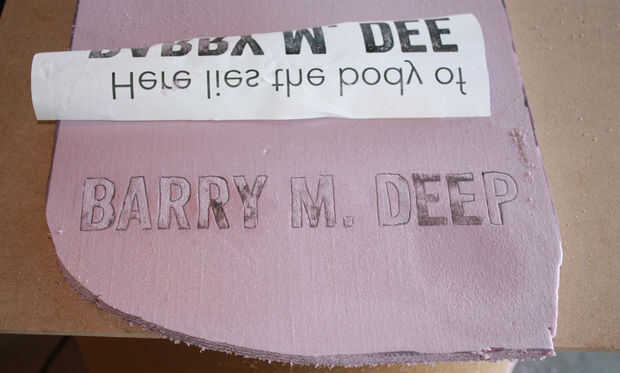 BARRY M. DEE
Here lies the body of
BARRY M. DEEP